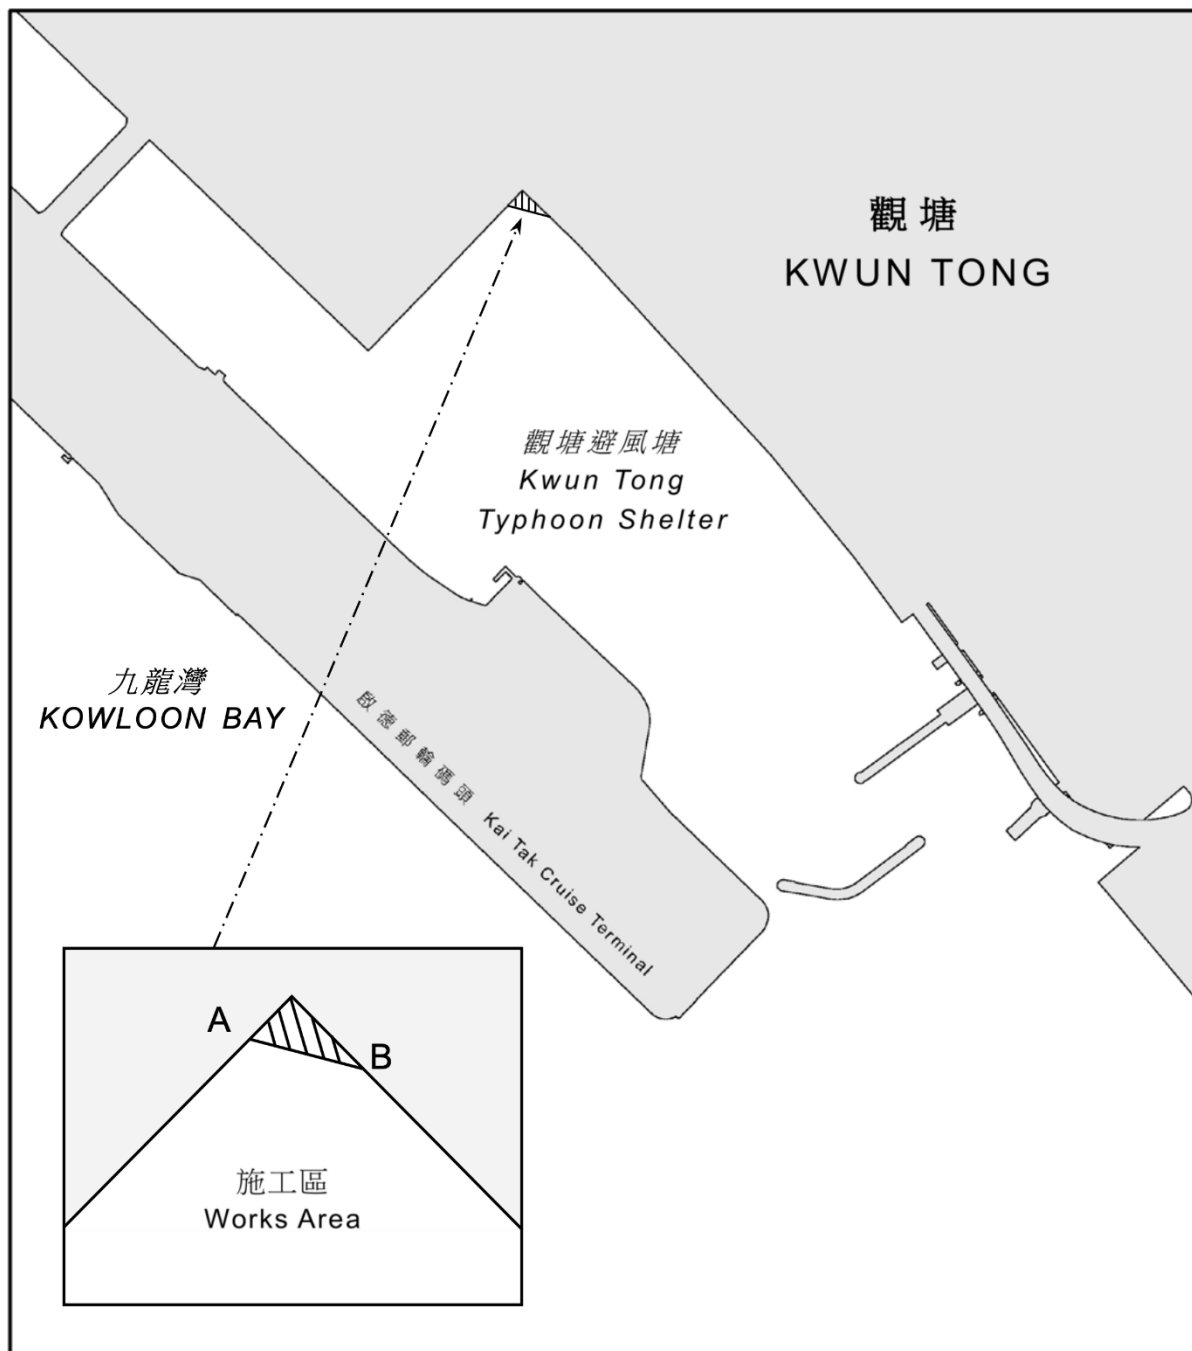 觀塘
KWUN TONG
觀塘避風塘
Kwun Tong
Typhoon Shelter
九龍灣
KOWLOON BAY
啟德郵輪碼頭 Kai Tak Cruise Terminal
A
B
施工區
Works Area